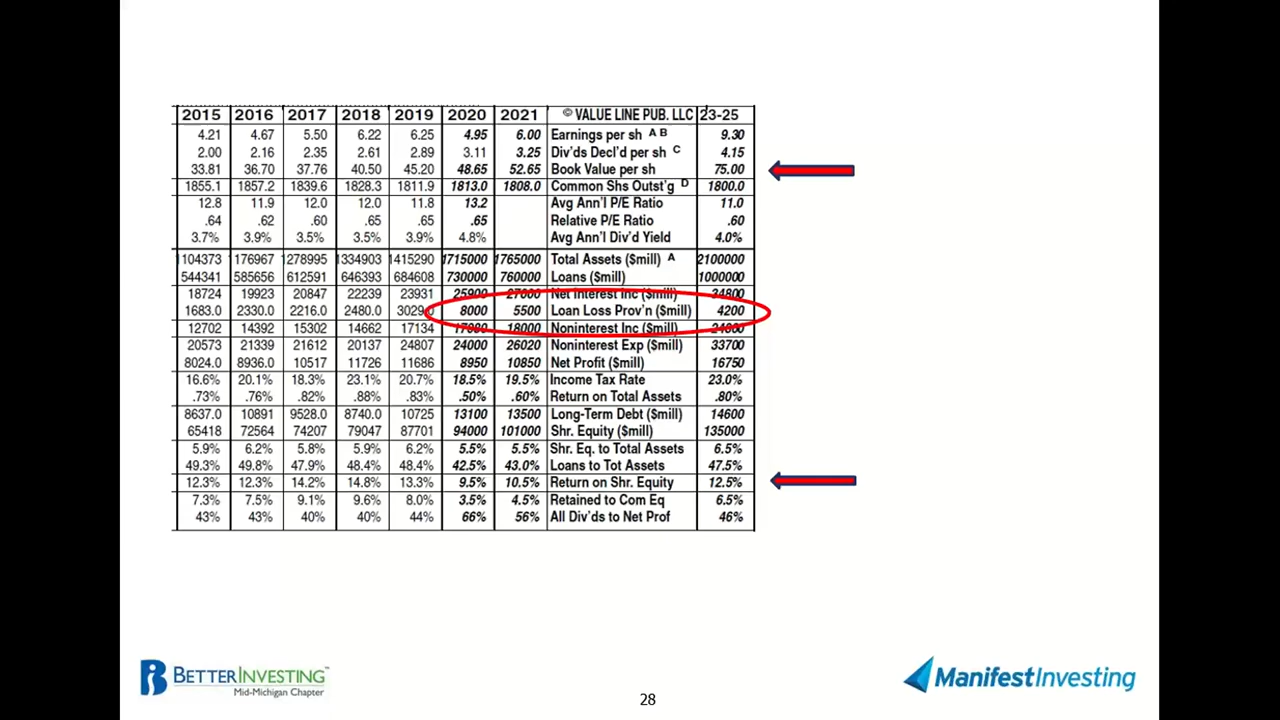 2015 2016 2017 2018 2019 2020 2021 © VALUE LINE PUB. LLC 23-25
4.21 4.67 5.50 6.22 6.25 4.95 6.00 Earnings per sh A B 9.30
2.00 2.16 2.35 2.61 2.89 3.11 3.25 Div'ds Decl'd per sh C 4.15
33.81 36.70 37.76 40.50 45.20 48.65 52.65 Book Value per sh 75.00
1855.1 1857.2 1839.6 1828.3 1811.9 1813.0 1808.0 Common Shs Outst'g D 1800.0
12.8 11.9 12.0 12.0 11.8 13.2 Avg Ann'l P/E Ratio 11.0
.64 .62 .60 .65 .65 .65 Relative P/E Ratio .60
3.7% 3.9% 3.5% 3.5% 3.9% 4.8% Avg Ann'l Div'd Yield 4.0%
1104373 1176967 1278995 1334903 1415290 1715000 1765000 Total Assets ($mill) A 2100000
544341 585656 612591 646393 684608 730000 760000 Loans ($mill) 1000000
18724 19923 20847 22239 23931 25900 27000 Net Interest Inc ($mill) 34800
1683.0 2330.0 2216.0 2480.0 3029.0 8000 5500 Loan Loss Prov'n ($mill) 4200
12702 14392 15302 14662 17134 17080 18000 Noninterest Inc ($mill)
20573 21339 21612 20137 24807 24000 26020 Noninterest Exp ($mill) 33700
8024.0 8936.0 10517 11726 11686 8950 10850 Net Profit ($mill) 16750
16.6% 20.1% 18.3% 23.1% 20.7% 18.5% 19.5% Income Tax Rate 23.0%
.73% .76% .82% .88% .83% .50% .60% Return on Total Assets .80%
8637.0 10891 9528.0 8740.0 10725 13100 13500 Long-Term Debt ($mill) 14600
65418 72564 74207 79047 87701 94000 101000 Shr. Equity ($mill) 135000
5.9% 6.2% 5.8% 5.9% 6.2% 5.5% 5.5% Shr. Eq. to Total Assets 6.5%
49.3% 49.8% 47.9% 48.4% 48.4% 42.5% 43.0% Loans to Tot Assets 47.5%
12.3% 12.3% 14.2% 14.8% 13.3% 9.5% 10.5% Return on Shr. Equity 12.5%
7.3% 7.5% 9.1% 9.6% 8.0% 3.5% 4.5% Retained to Com Eq 6.5%
43% 43% 40% 40% 44% 66% 56% All Div'ds to Net Prof 46%
BETTERINVESTING™
Mid-Michigan Chapter
28
ManifestInvesting